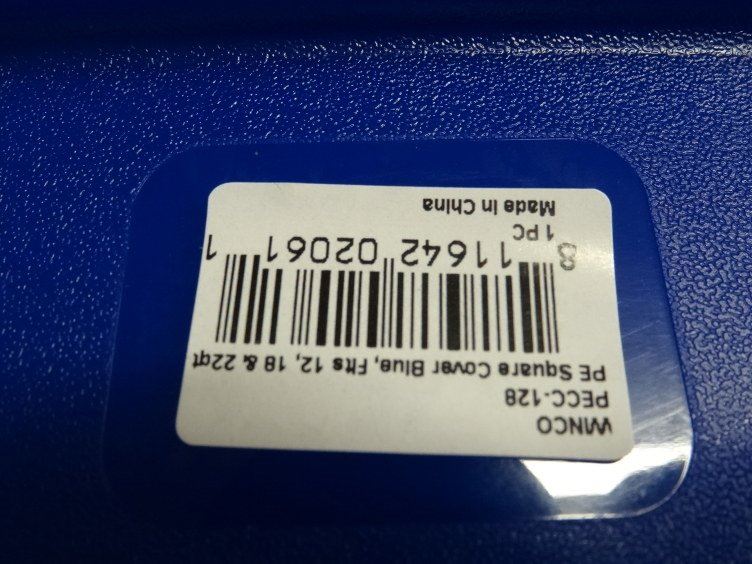 WINCO
PECC-128
PE Square Cover Blue, Fits 12, 18 & 22qt
8 11642 02061 1
1 PC
Made in China